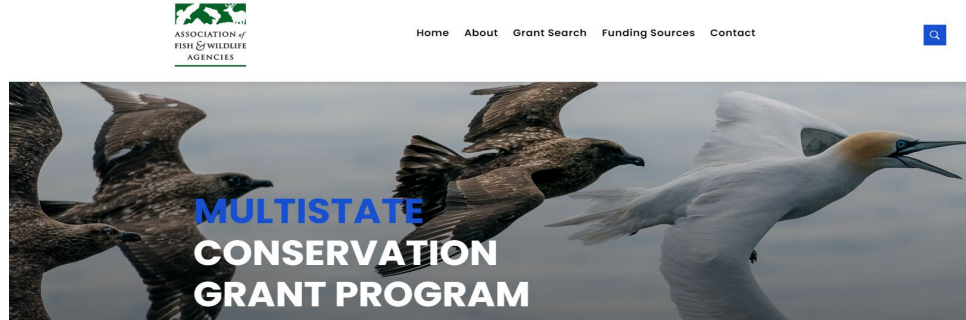 ASSOCIATION of
FISH & WILDLIFE
AGENCIES
Home About Grant Search Funding Sources Contact
MULTISTATE
CONSERVATION
GRANT PROGRAM